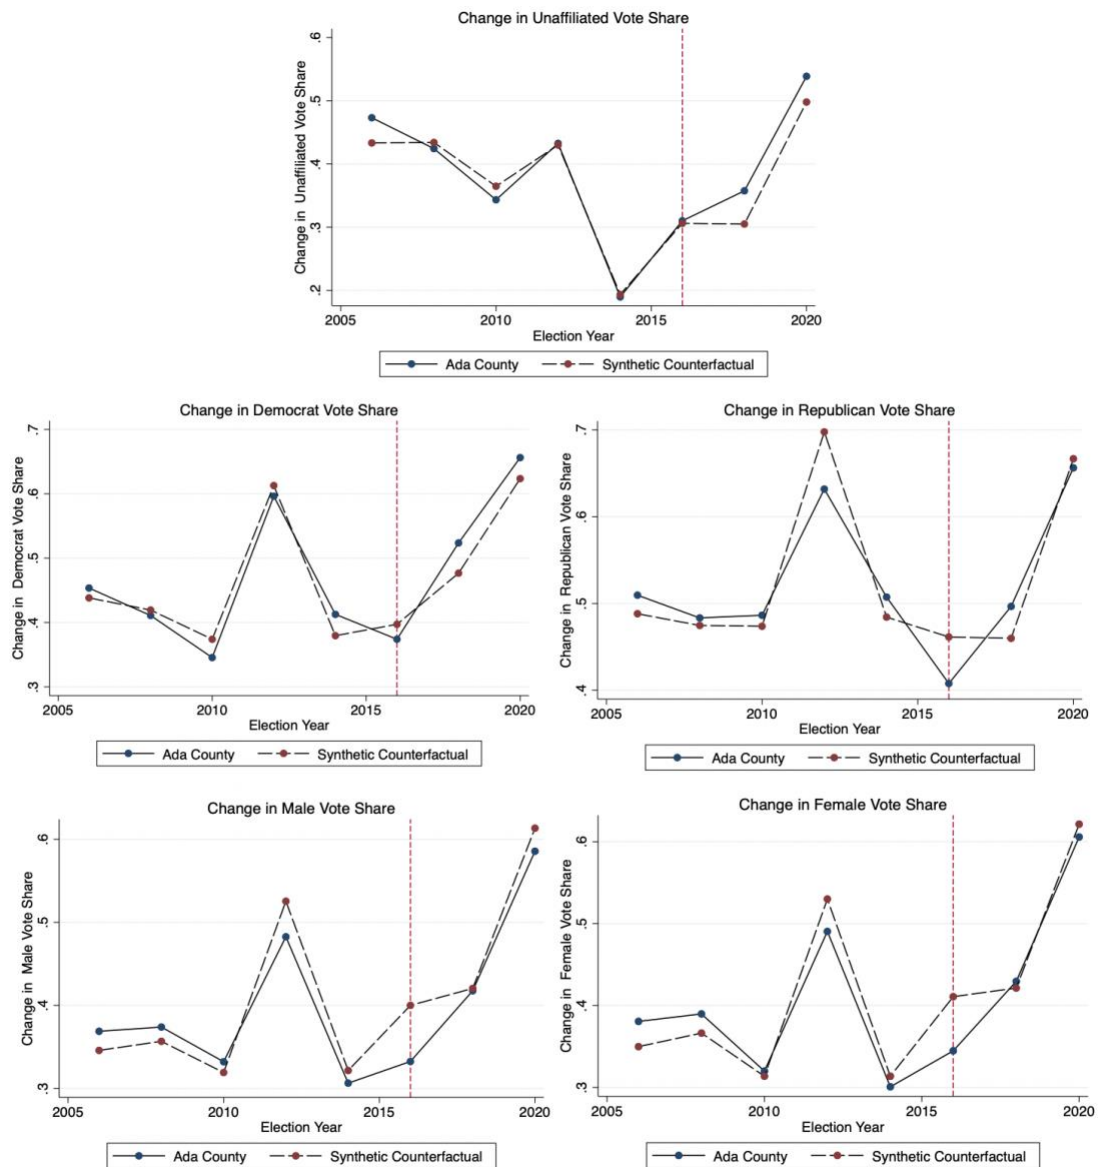 Change in Unaffiliated Vote Share
Change in Unaffiliated Vote Share
.6
.5
.4
.3
.2
2005 2010 2015 2020
Election Year
Ada County Synthetic Counterfactual
Change in Democrat Vote Share
Change in Democrat Vote Share
.7
.6
.5
.4
.3
2005 2010 2015 2020
Election Year
Ada County Synthetic Counterfactual
Change in Republican Vote Share
Change in Republican Vote Share
.7
.6
.5
.4
2005 2010 2015 2020
Election Year
Ada County Synthetic Counterfactual
Change in Male Vote Share
Change in Male Vote Share
.6
.5
.4
.3
2005 2010 2015 2020
Election Year
Ada County Synthetic Counterfactual
Change in Female Vote Share
Change in Female Vote Share
.6
.5
.4
.3
2005 2010 2015 2020
Election Year
Ada County Synthetic Counterfactual